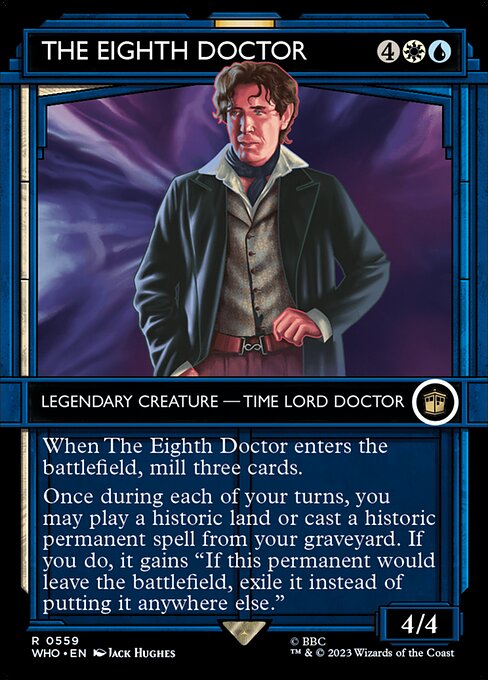 THE EIGHTH DOCTOR 4
LEGENDARY CREATURE — TIME LORD DOCTOR
When The Eighth Doctor enters the
battlefield, mill three cards.
Once during each of your turns, you
may play a historic land or cast a historic
permanent spell from your graveyard. If
you do, it gains “If this permanent would
leave the battlefield, exile it instead of
putting it anywhere else.”
4/4
R 0559
WHO • EN Jack Hughes
© BBC
™ & © 2023 Wizards of the Coast